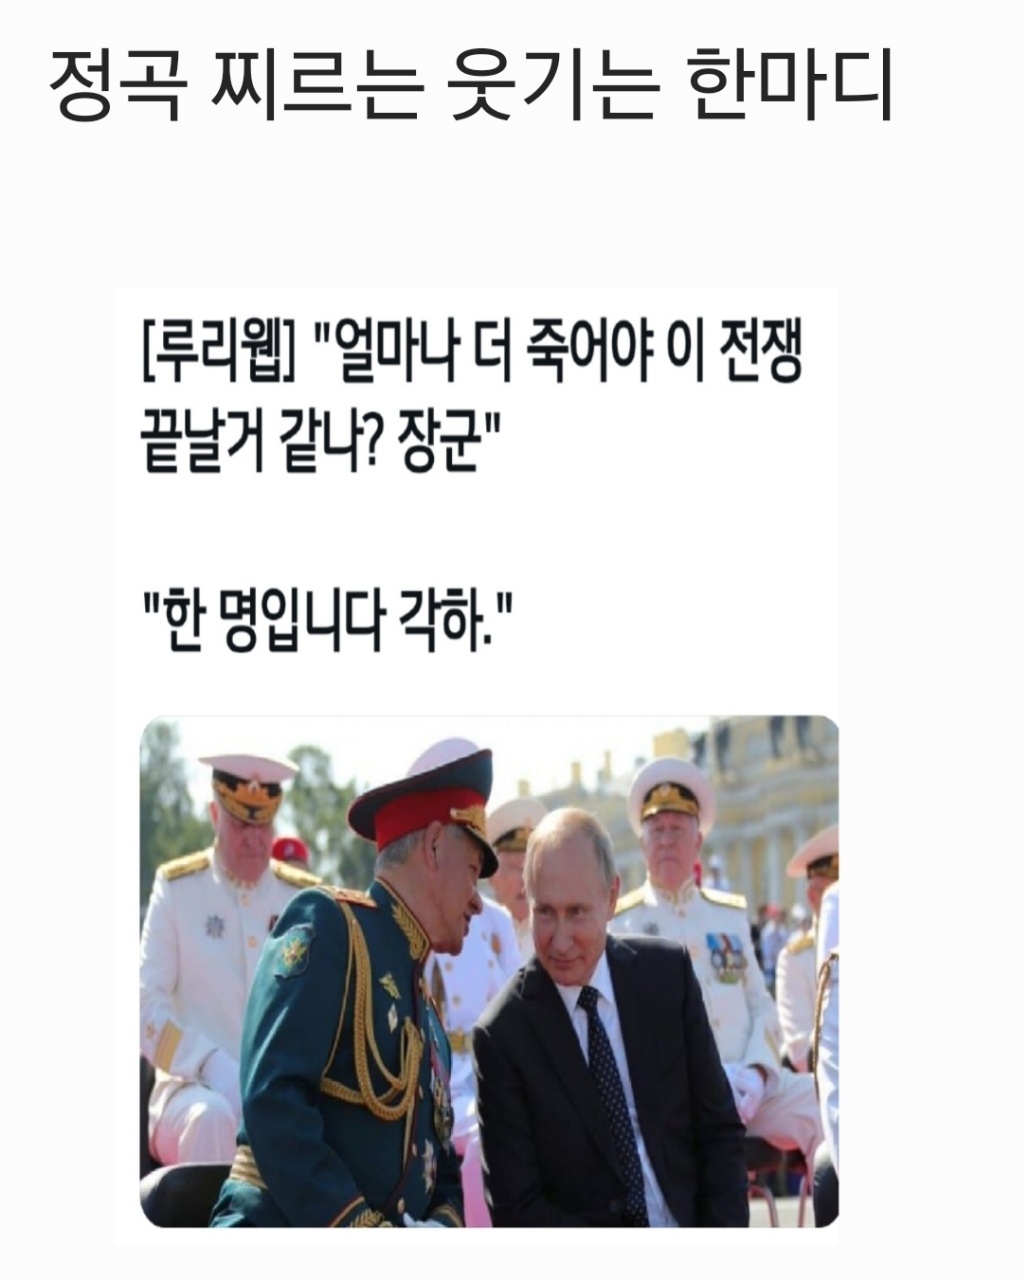 정곡 찌르는 웃기는 한마디
[루리웹] "얼마나 더 죽어야 이 전쟁
끝날거 같나? 장군"
"한 명입니다 각하."